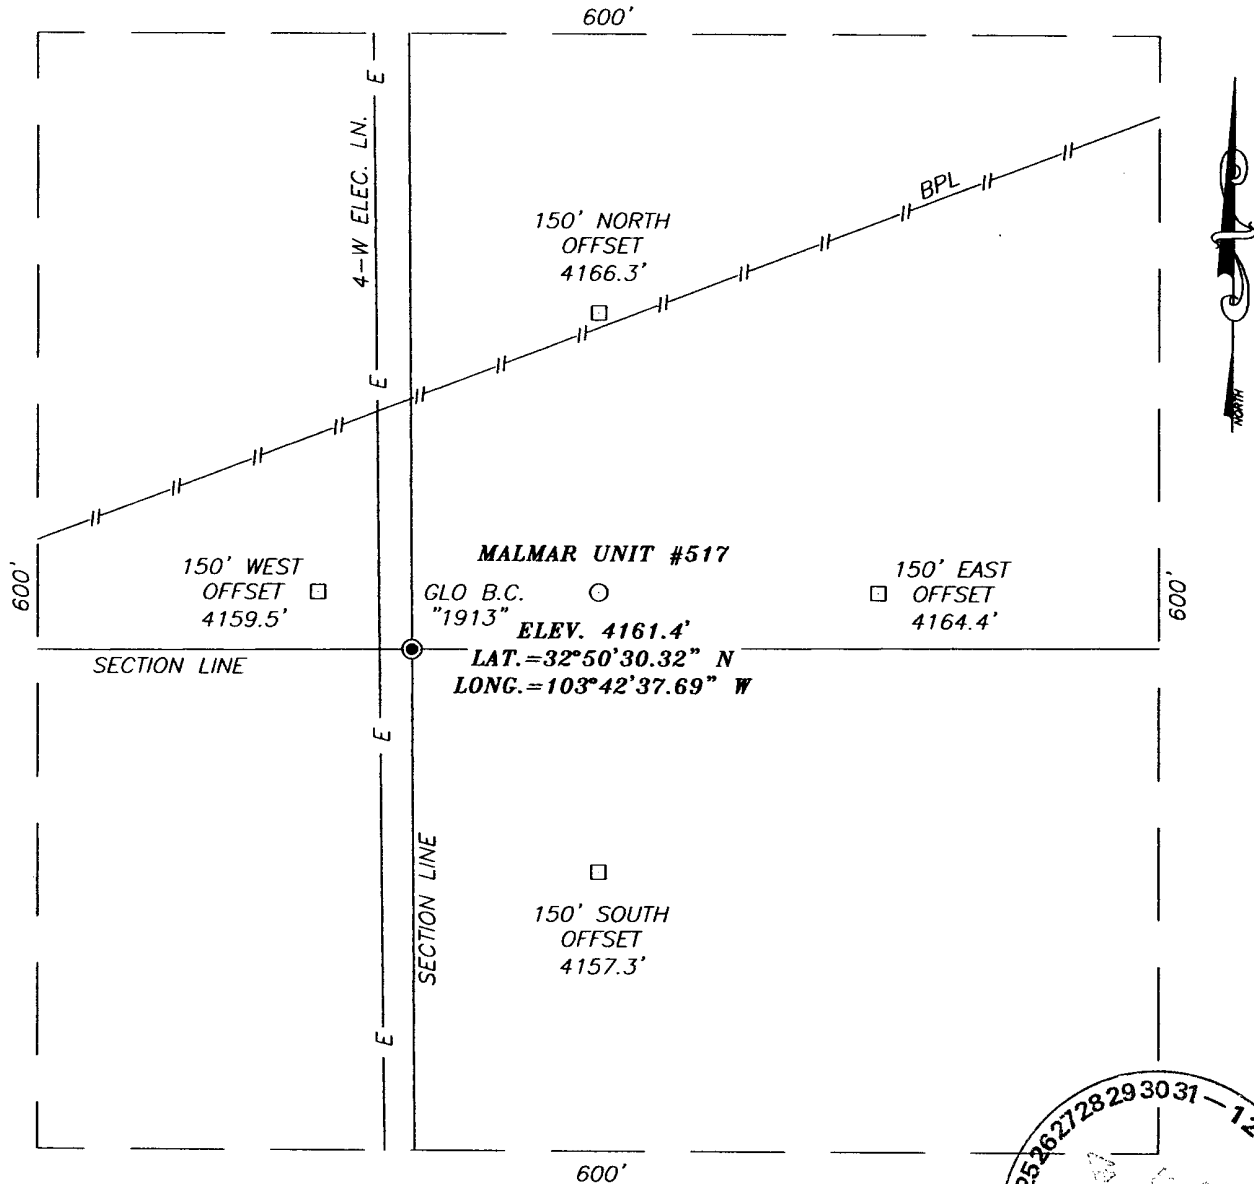 600'
E
4-W ELEC. LN.
BPL
150' NORTH
OFFSET
4166.3'
E
NORTH
MALMAR UNIT #517
150' WEST
OFFSET
4159.5'
GLO B.C.
"1913"
150' EAST
OFFSET
4164.4'
600'
600'
ELEV. 4161.4'
LAT.=32°50'30.32" N
LONG.=103°42'37.69" W
SECTION LINE
E
SECTION LINE
150' SOUTH
OFFSET
4157.3'
E
25262728293031-12
600'